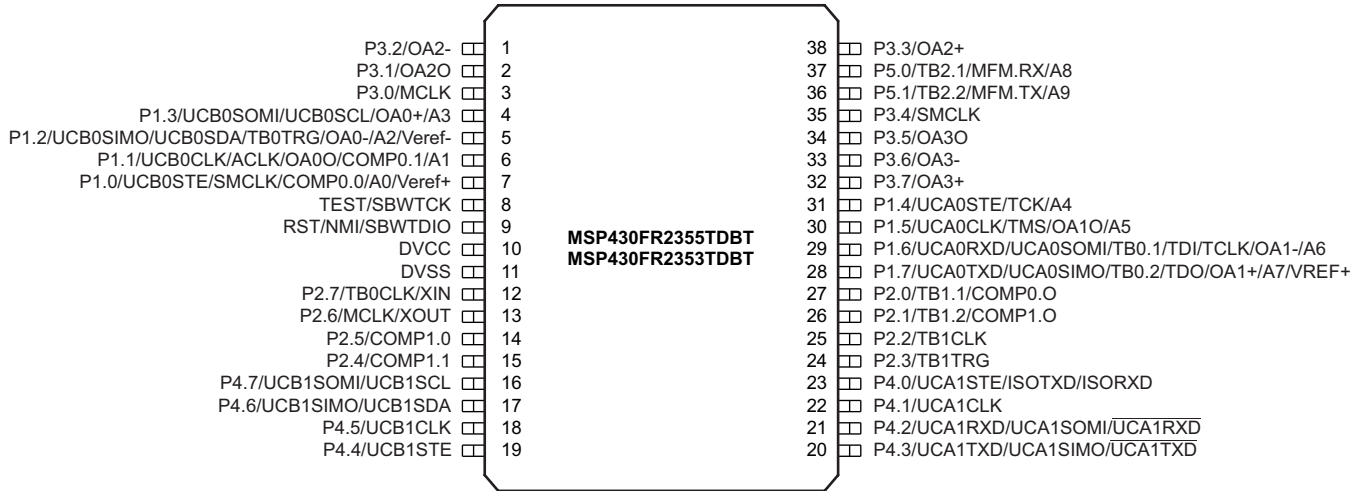 P3.2/OA2- 1 38 P3.3/OA2+
P3.1/OA2O 2 37 P5.0/TB2.1/MFM.RX/A8
P3.0/MCLK 3 36 P5.1/TB2.2/MFM.TX/A9
P1.3/UCB0SOMI/UCB0SCL/OA0+/A3 4 35 P3.4/SMCLK
P1.2/UCB0SIMO/UCB0SDA/TB0TRG/OA0-/A2/Veref- 5 34 P3.5/OA3O
P1.1/UCB0CLK/ACLK/OA0O/COMP0.1/A1 6 33 P3.6/OA3-
P1.0/UCB0STE/SMCLK/COMP0.0/A0/Veref+ 7 32 P3.7/OA3+
TEST/SBWTCK 8 31 P1.4/UCA0STE/TCK/A4
RST/NMI/SBWTDIO 9 30 P1.5/UCA0CLK/TMS/OA1O/A5
MSP430FR2355TDBT
DVCC 10 29 P1.6/UCA0RXD/UCA0SOMI/TB0.1/TDI/TCLK/OA1-/A6
MSP430FR2353TDBT
DVSS 11 28 P1.7/UCA0TXD/UCA0SIMO/TB0.2/TDO/OA1+/A7/VREF+
P2.7/TB0CLK/XIN 12 27 P2.0/TB1.1/COMP0.O
P2.6/MCLK/XOUT 13 26 P2.1/TB1.2/COMP1.O
P2.5/COMP1.0 14 25 P2.2/TB1CLK
P2.4/COMP1.1 15 24 P2.3/TB1TRG
P4.7/UCB1SOMI/UCB1SCL 16 23 P4.0/UCA1STE/ISOTXD/ISORXD
P4.6/UCB1SIMO/UCB1SDA 17 22 P4.1/UCA1CLK
P4.5/UCB1CLK 18 21 P4.2/UCA1RXD/UCA1SOMI/UCA1RXD
P4.4/UCB1STE 19 20 P4.3/UCA1TXD/UCA1SIMO/UCA1TXD